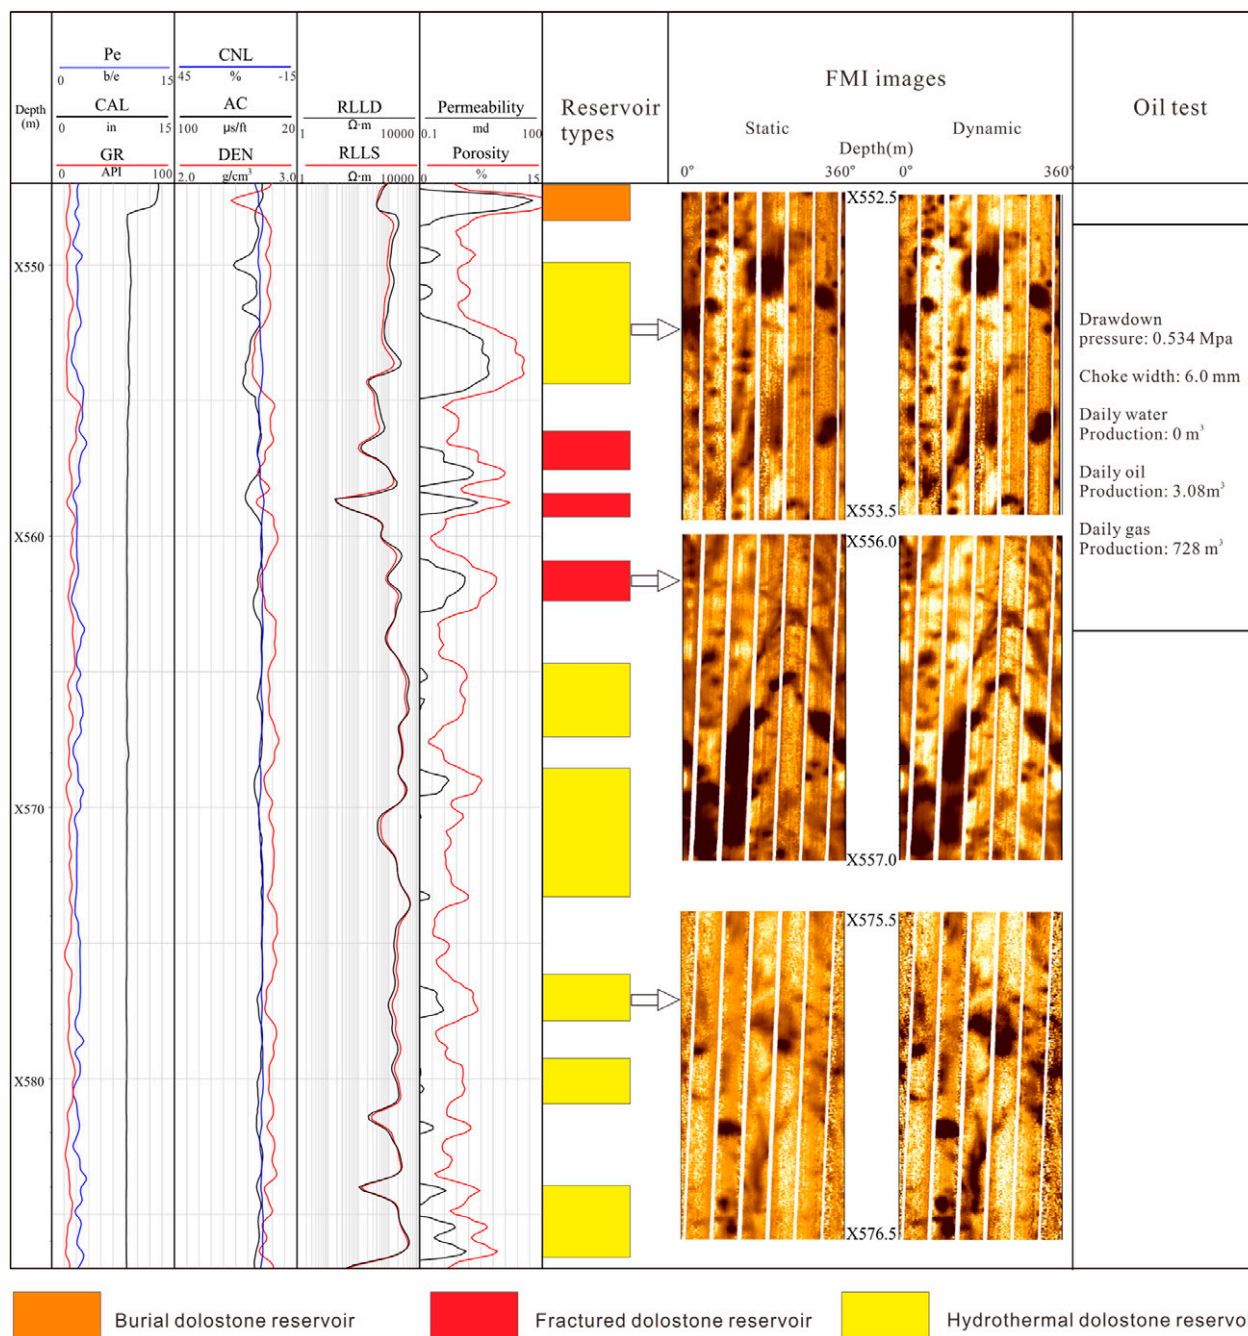 Depth
(m)
Pe
0 b/e 15
CAL
0 in 15
GR
API 100
CNL
45 % -15
AC
100 μs/ft 20
DEN
2.0 g/cm³ 3.0
RLLD
1 Ω·m 10000
RLLS
Ω·m 10000
Permeability
0.1 md 100
Porosity
% 15
Reservoir
types
FMI images
Static Dynamic
Depth(m)
0° 360° 0° 360°
Oil test
X550
X560
X570
X580
X552.5
X553.5
X556.0
X557.0
X575.5
X576.5
Drawdown
pressure: 0.534 Mpa
Choke width: 6.0 mm
Daily water
Production: 0 m³
Daily oil
Production: 3.08m³
Daily gas
Production: 728 m³
Burial dolostone reservoir
Fractured dolostone reservoir
Hydrothermal dolostone reservo